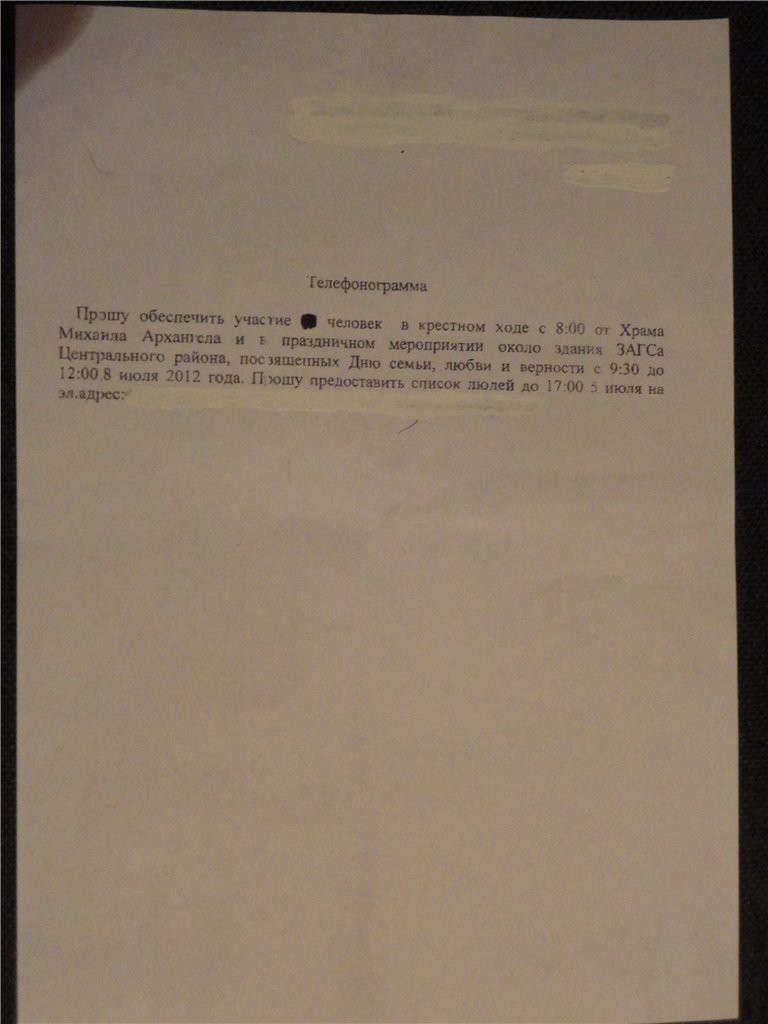 Телефонограмма
Прошу обеспечить участие человек в крестном ходе с 8:00 от Храма
Михаила Архангела и в праздничном мероприятии около здания ЗАГСа
Центрального района, посвященных Дню семьи, любви и верности с 9:30 до
12:00 8 июля 2012 года. Прошу предоставить список людей до 17:00 5 июля на
эл.адрес: